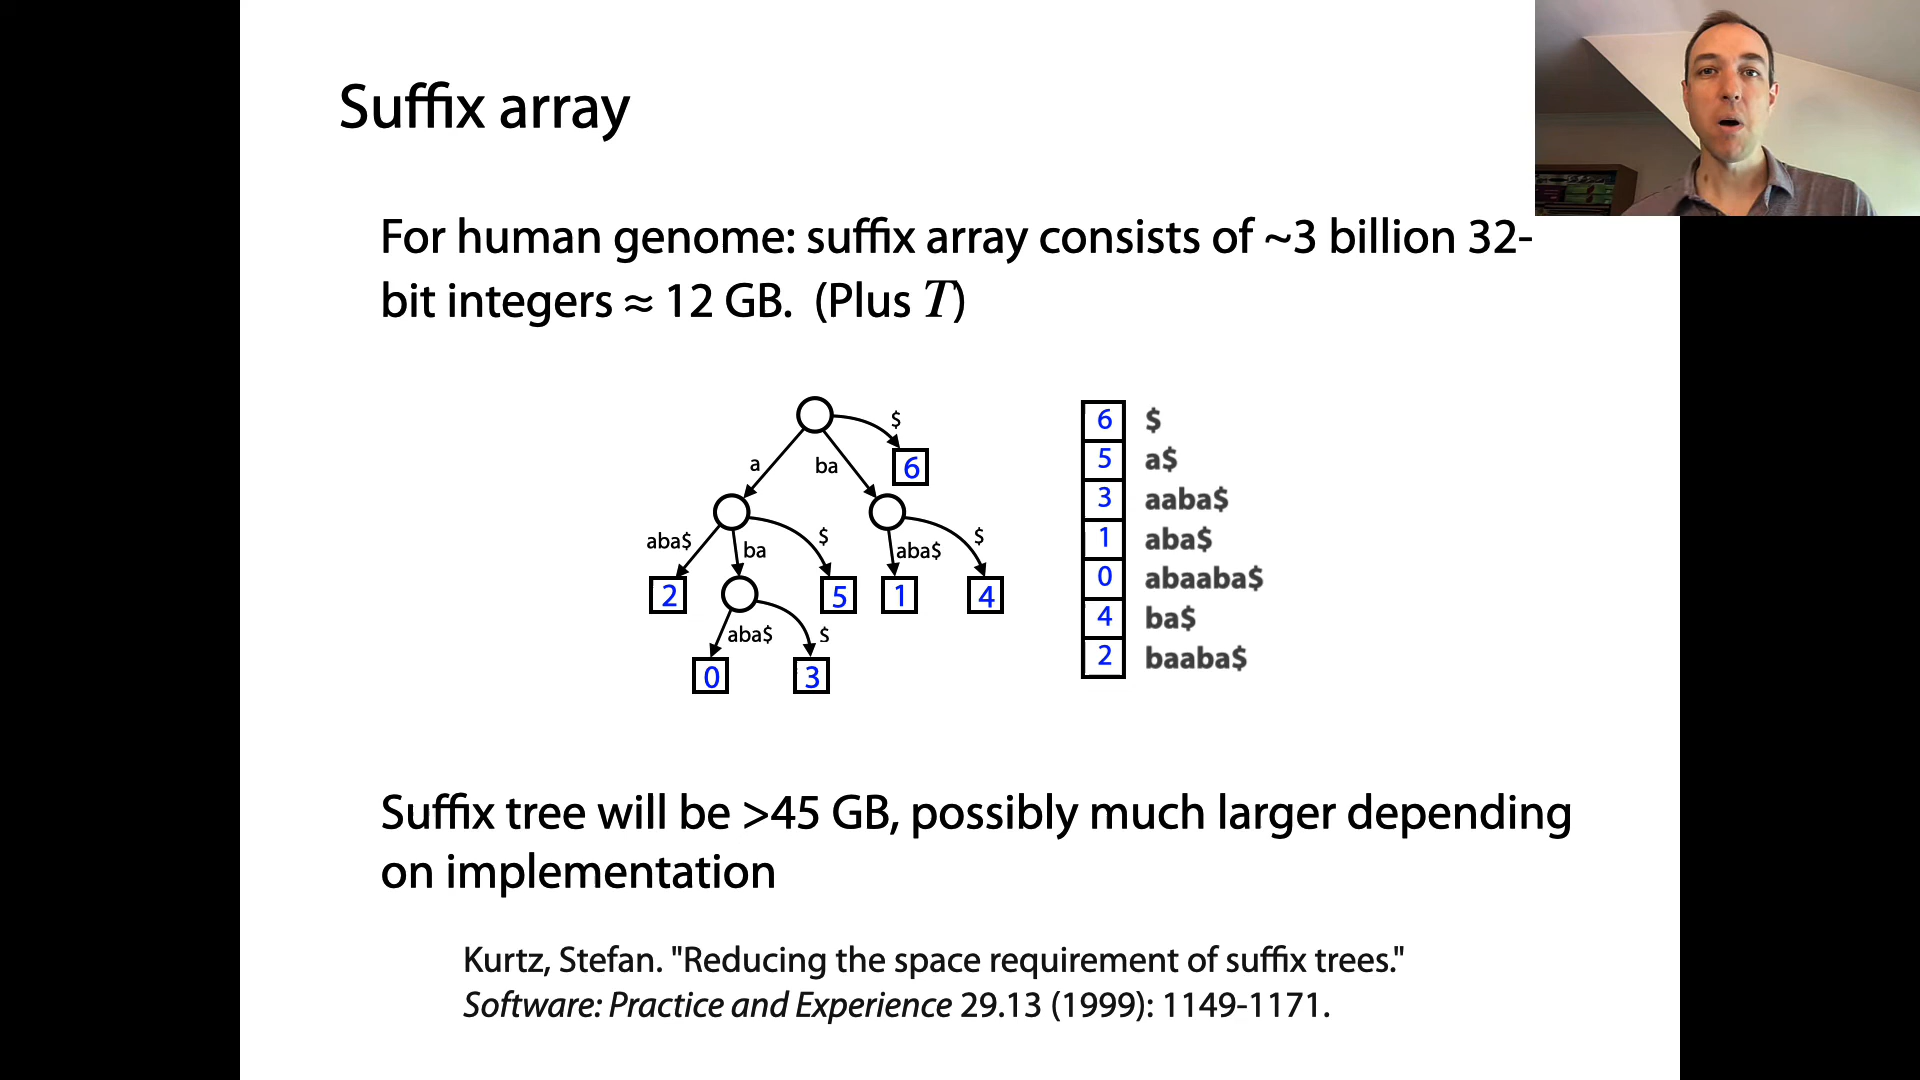 Suffix array
For human genome: suffix array consists of ~3 billion 32-
bit integers ≈ 12 GB. (Plus T)
$
a
ba
6
aba$
ba
$
aba$
$
2
5
1
4
aba$
$
0
3
6 $
5 a$
3 aaba$
1 aba$
0 abaaba$
4 ba$
2 baaba$
Suffix tree will be >45 GB, possibly much larger depending
on implementation
Kurtz, Stefan. "Reducing the space requirement of suffix trees."
Software: Practice and Experience 29.13 (1999): 1149-1171.